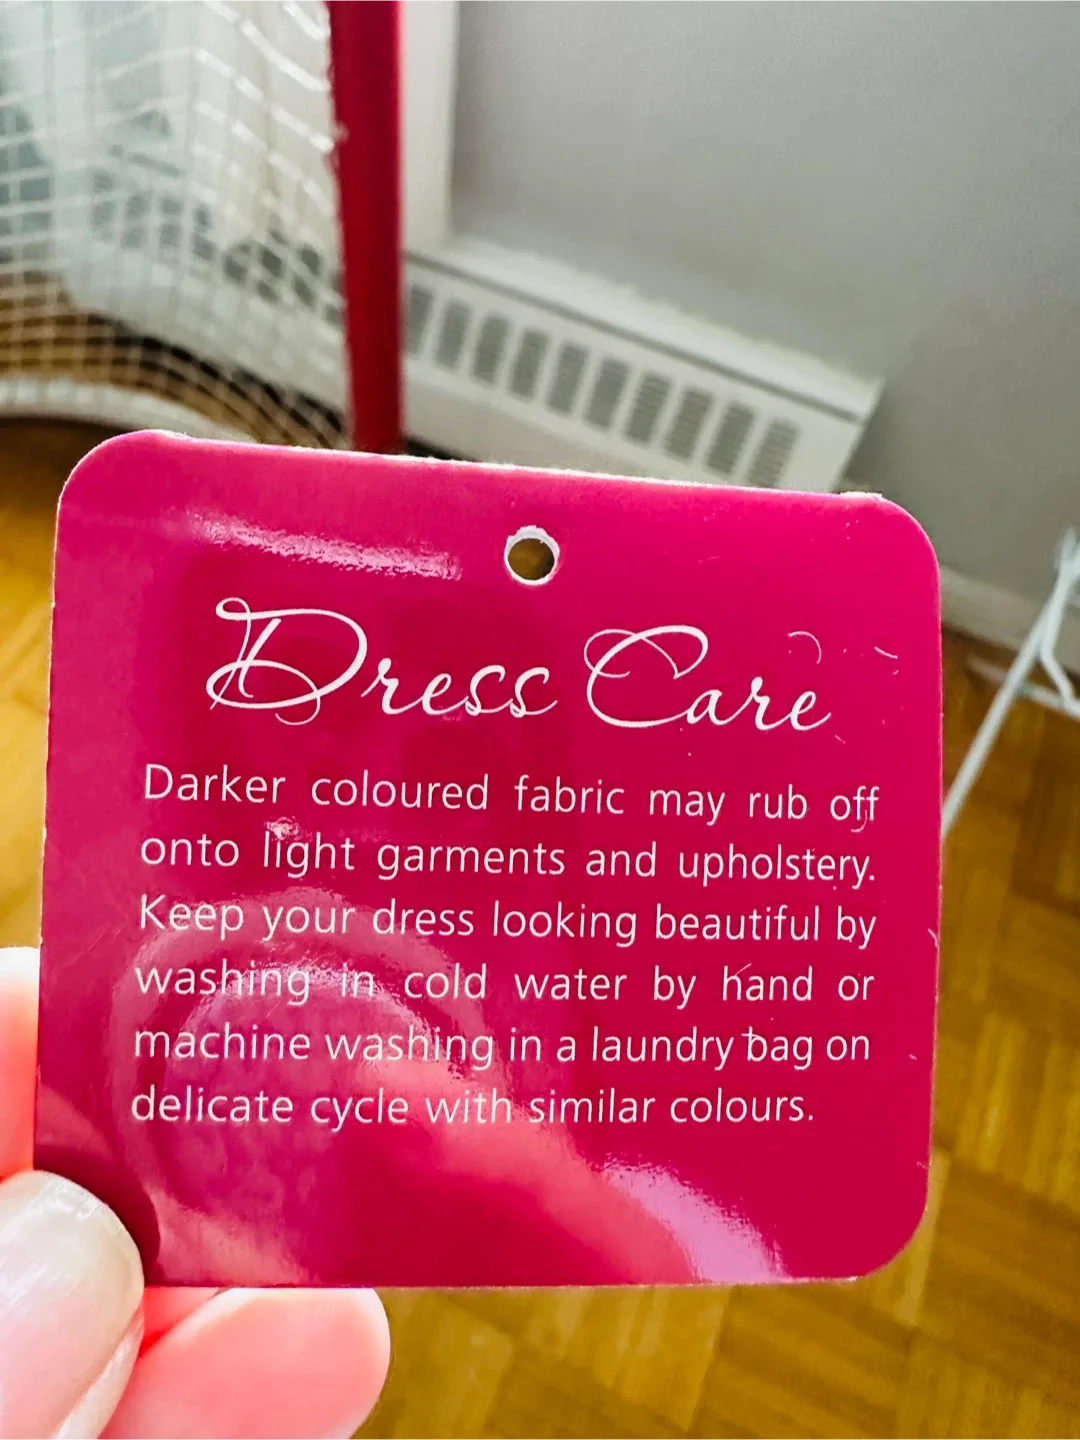 Dress Care
Darker coloured fabric may rub off
onto light garments and upholstery.
Keep your dress looking beautiful by
washing in cold water by hand or
machine washing in a laundry bag on
delicate cycle with similar colours.